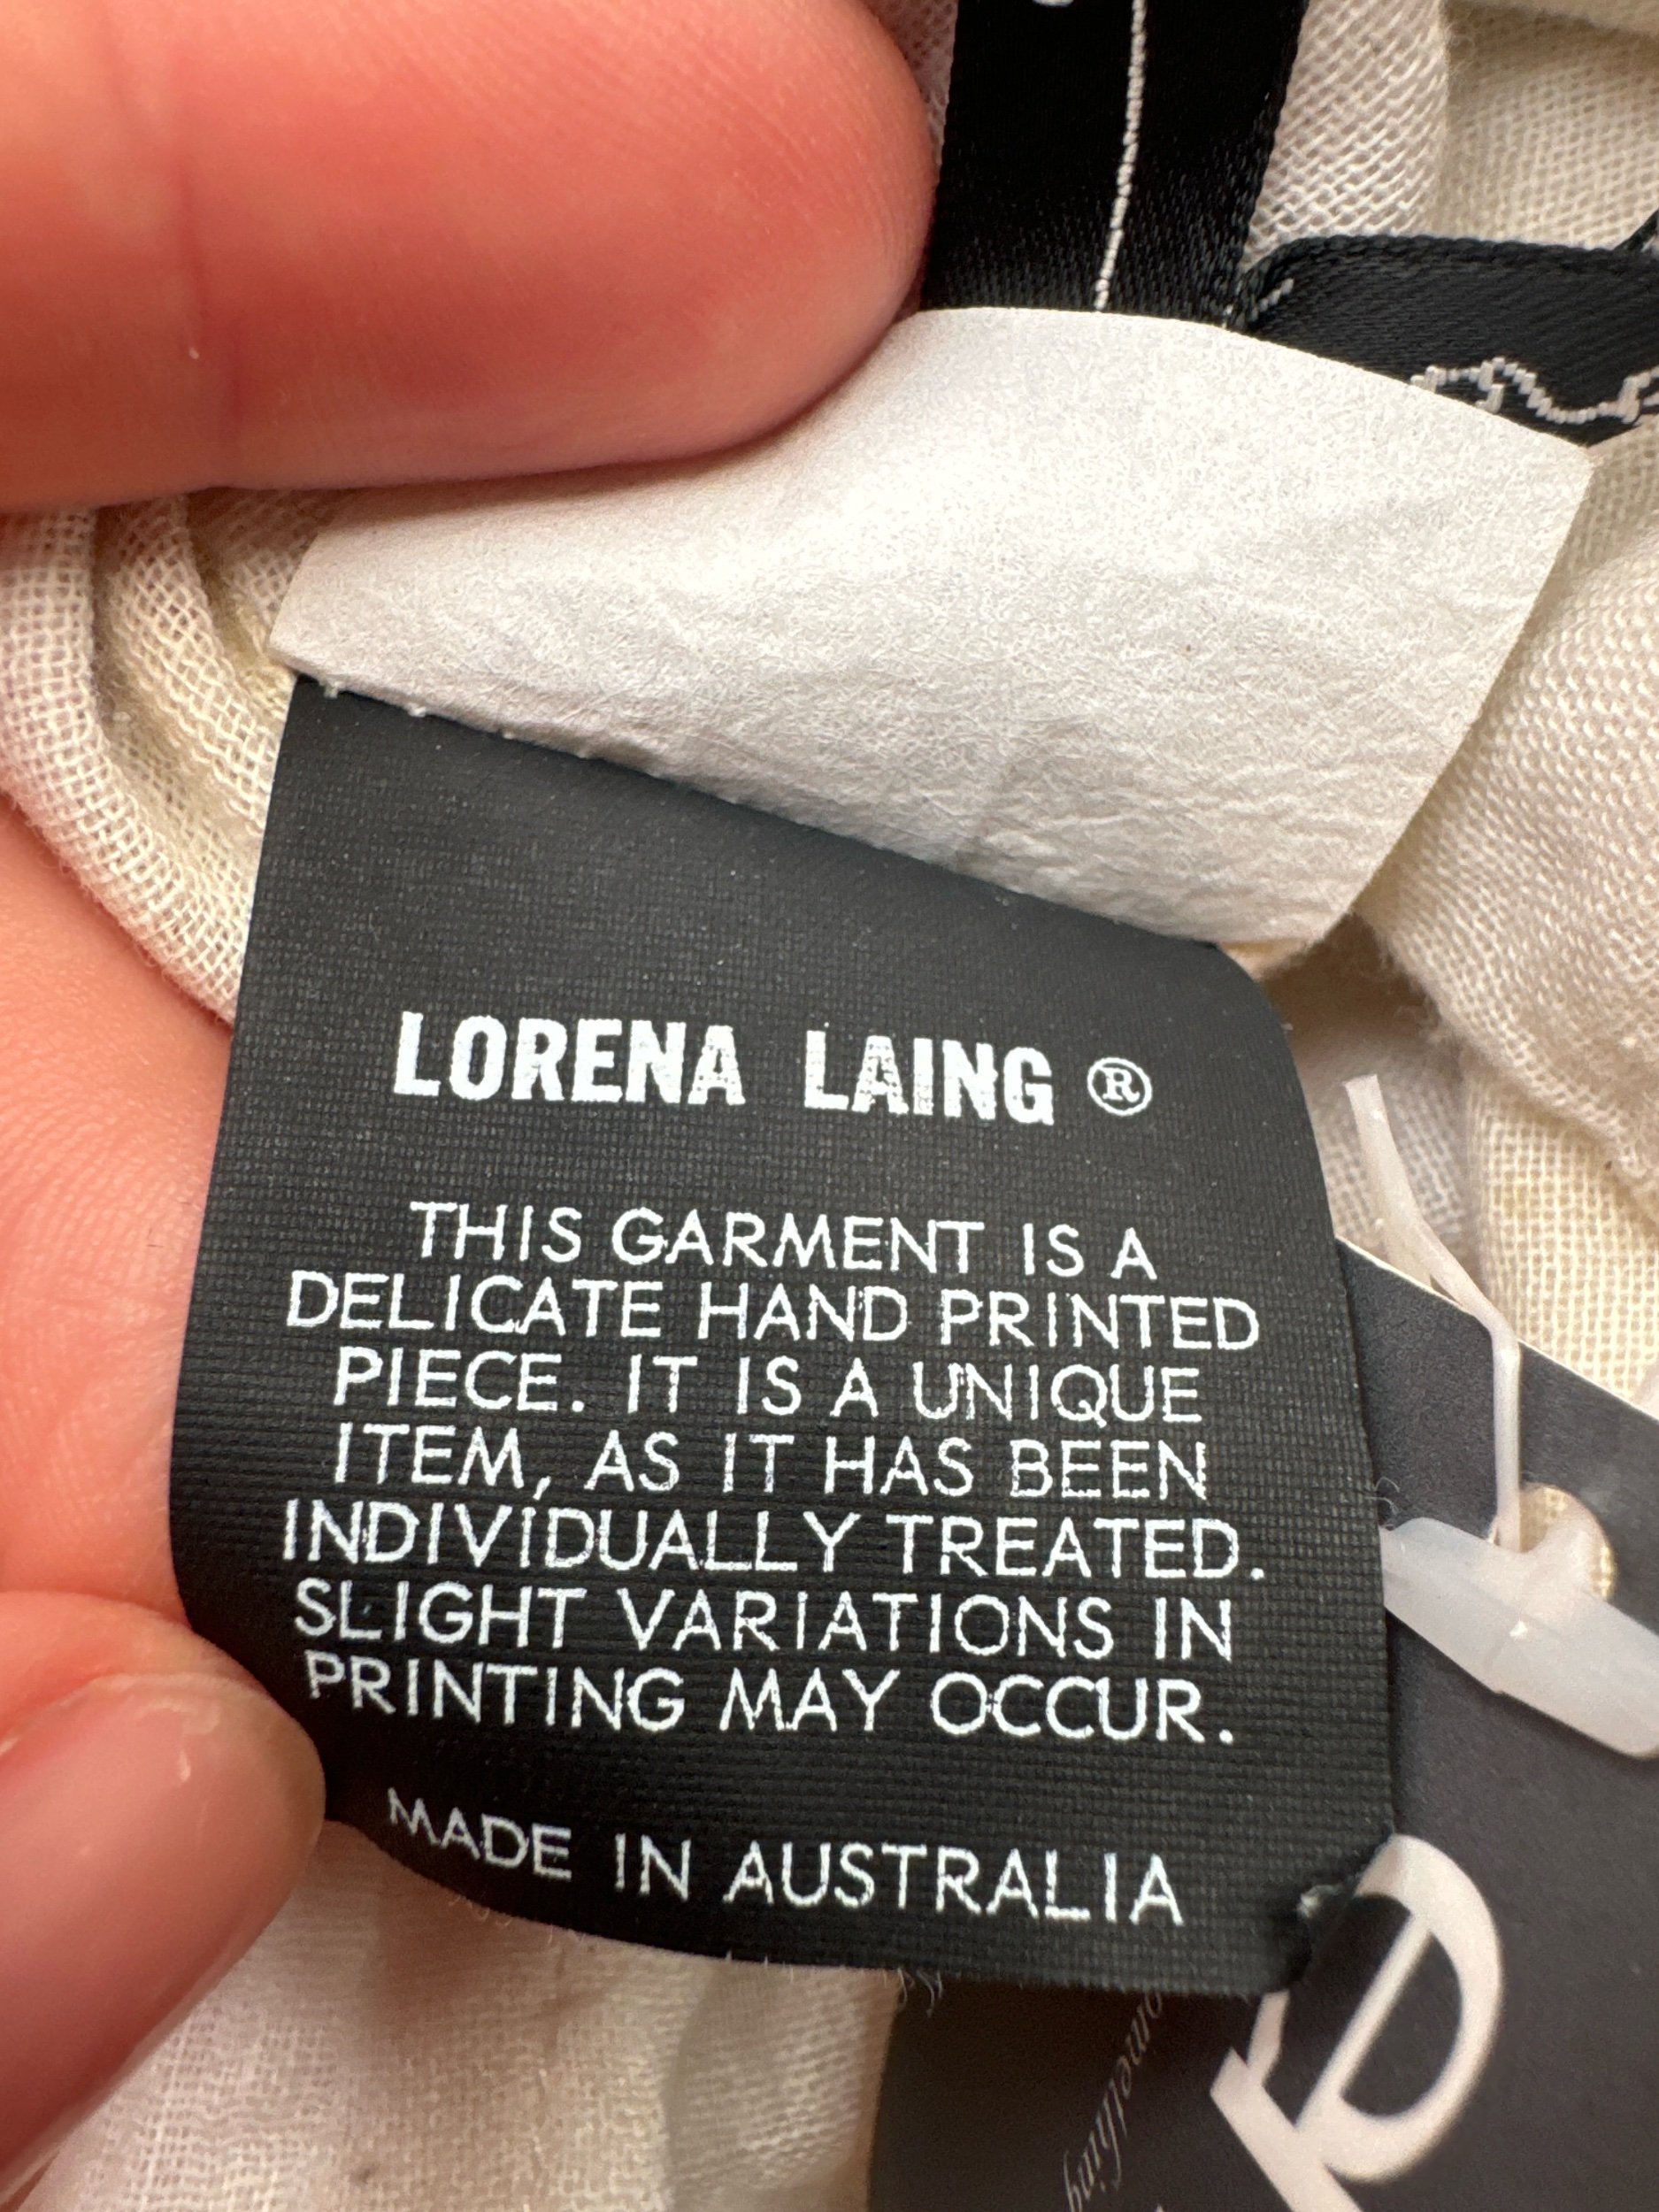 LORENA LAING ®
THIS GARMENT IS A
DELICATE HAND PRINTED
PIECE. IT IS A UNIQUE
ITEM, AS IT HAS BEEN
INDIVIDUALLY TREATED.
SLIGHT VARIATIONS IN
PRINTING MAY OCCUR.
MADE IN AUSTRALIA